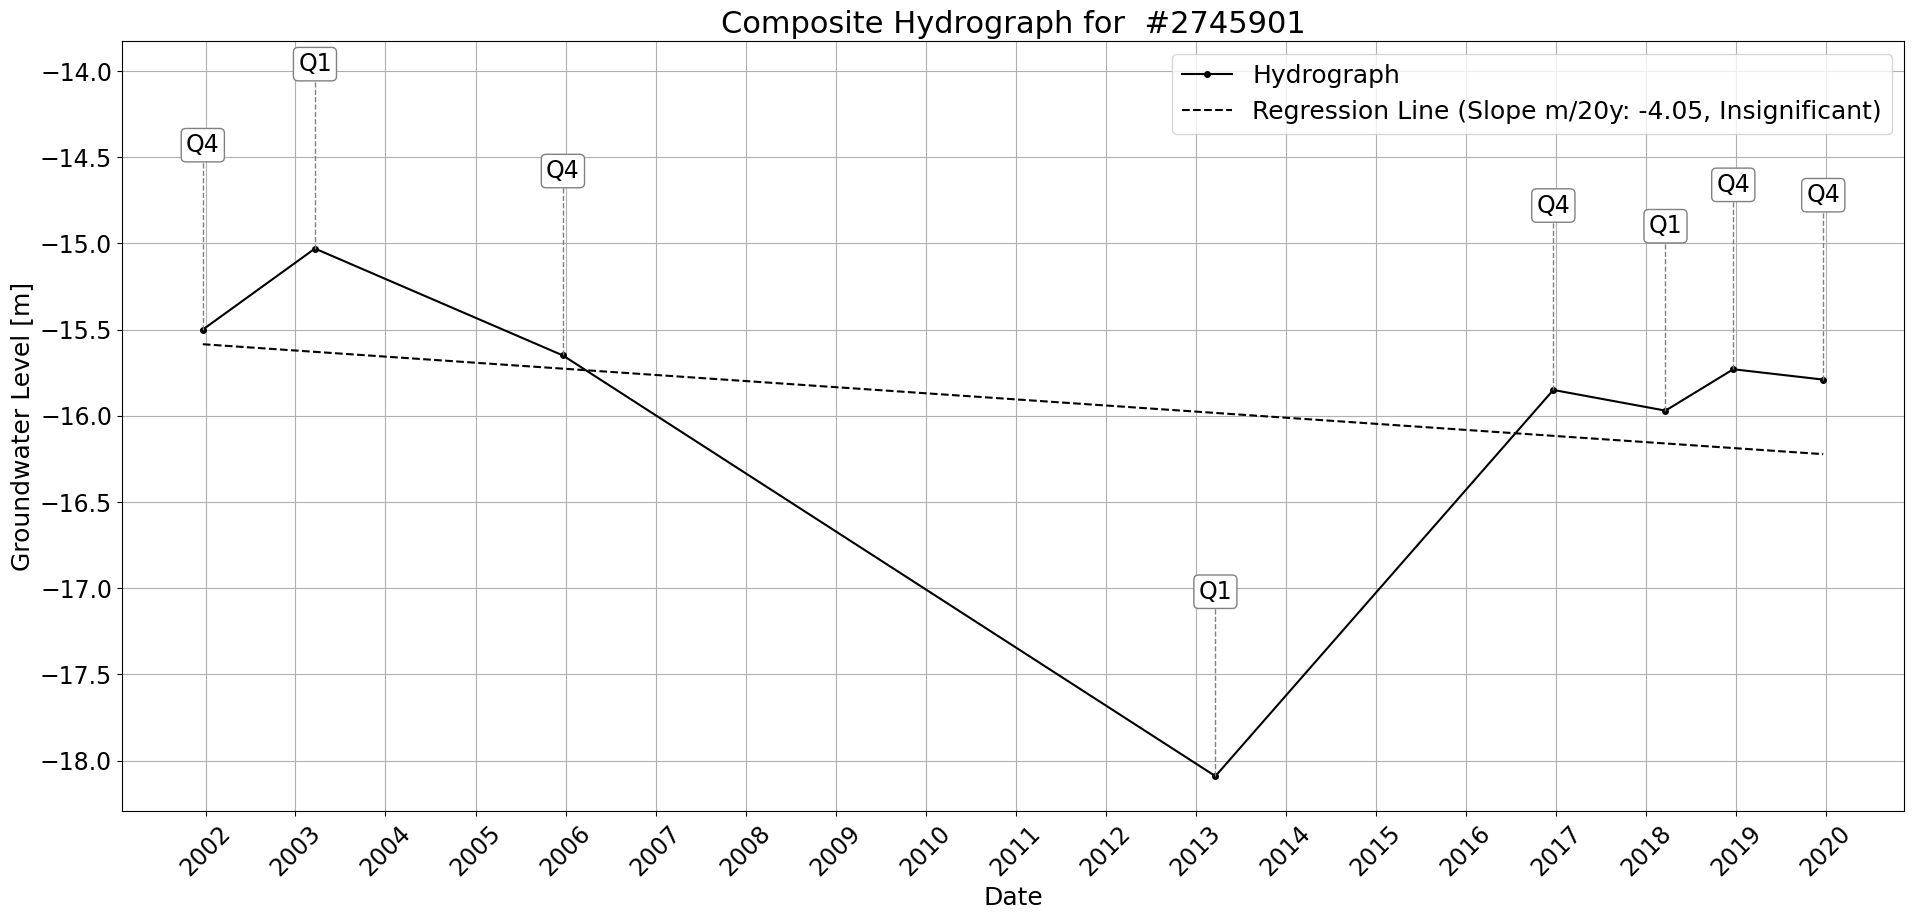 Composite Hydrograph for  #2745901
Hydrograph
Regression Line (Slope m/20y: -4.05, Insignificant)
Q4
Q1
Q4
Q1
Q4
Q1
Q4
Q4
Groundwater Level [m]
−14.0
−14.5
−15.0
−15.5
−16.0
−16.5
−17.0
−17.5
−18.0
2002
2003
2004
2005
2006
2007
2008
2009
2010
2011
2012
2013
2014
2015
2016
2017
2018
2019
2020
Date